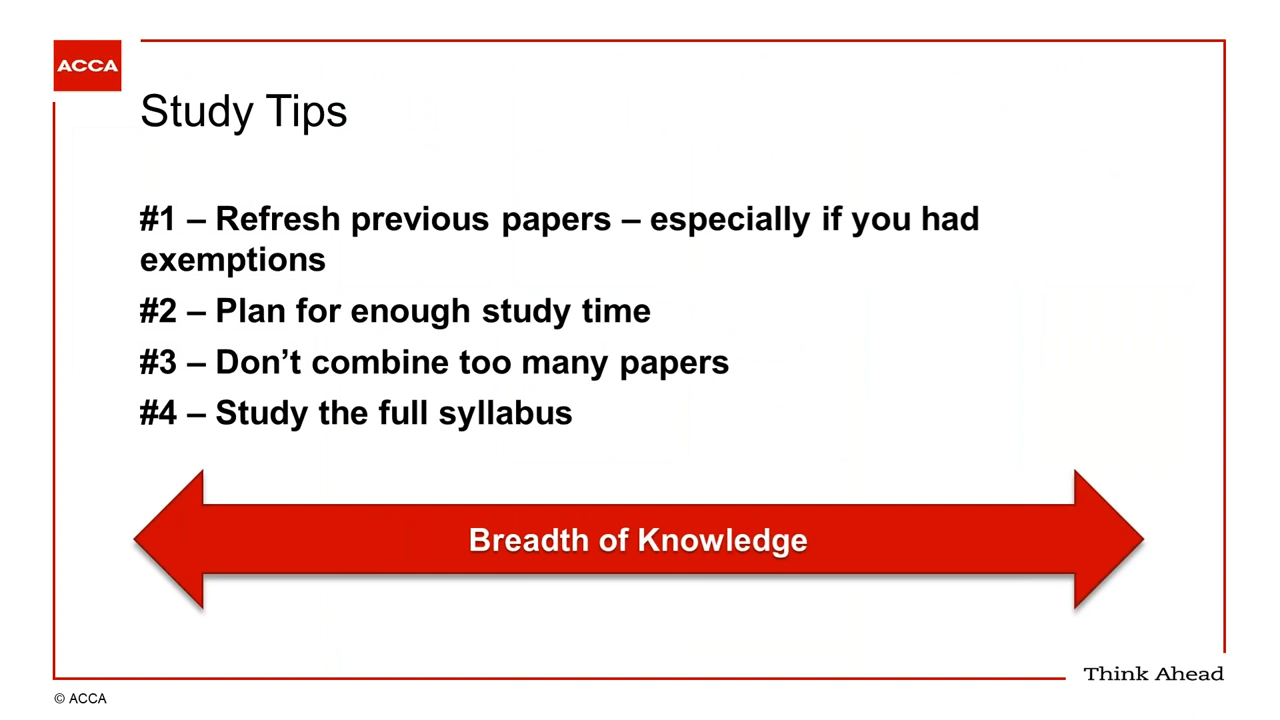 ACCA
Study Tips
#1 – Refresh previous papers – especially if you had
exemptions
#2 – Plan for enough study time
#3 – Don’t combine too many papers
#4 – Study the full syllabus
Breadth of Knowledge
Think Ahead
© ACCA